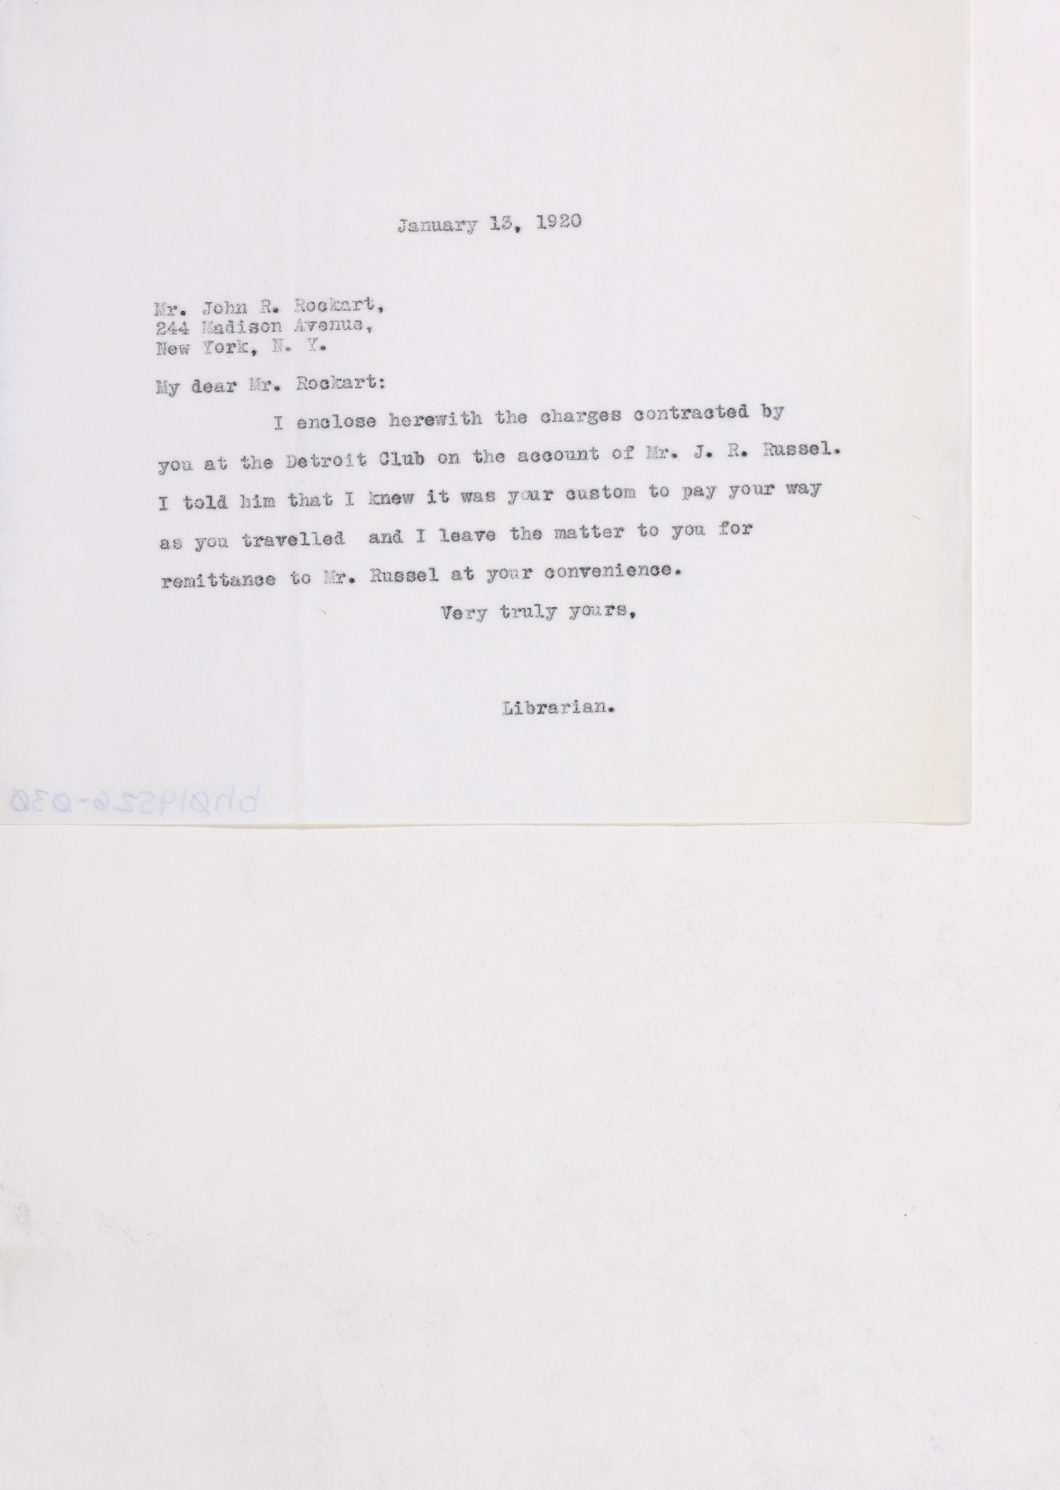 January 13, 1920
Mr. John R. Rockart,
244 Madison Avenue,
New York, N. Y.
My dear Mr. Rockart:
I enclose herewith the charges contracted by
you at the Detroit Club on the account of Mr. J. R. Russel.
I told him that I knew it was your custom to pay your way
as you travelled and I leave the matter to you for
remittance to Mr. Russel at your convenience.
Very truly yours,
Librarian.
bhø14526-ø3ø